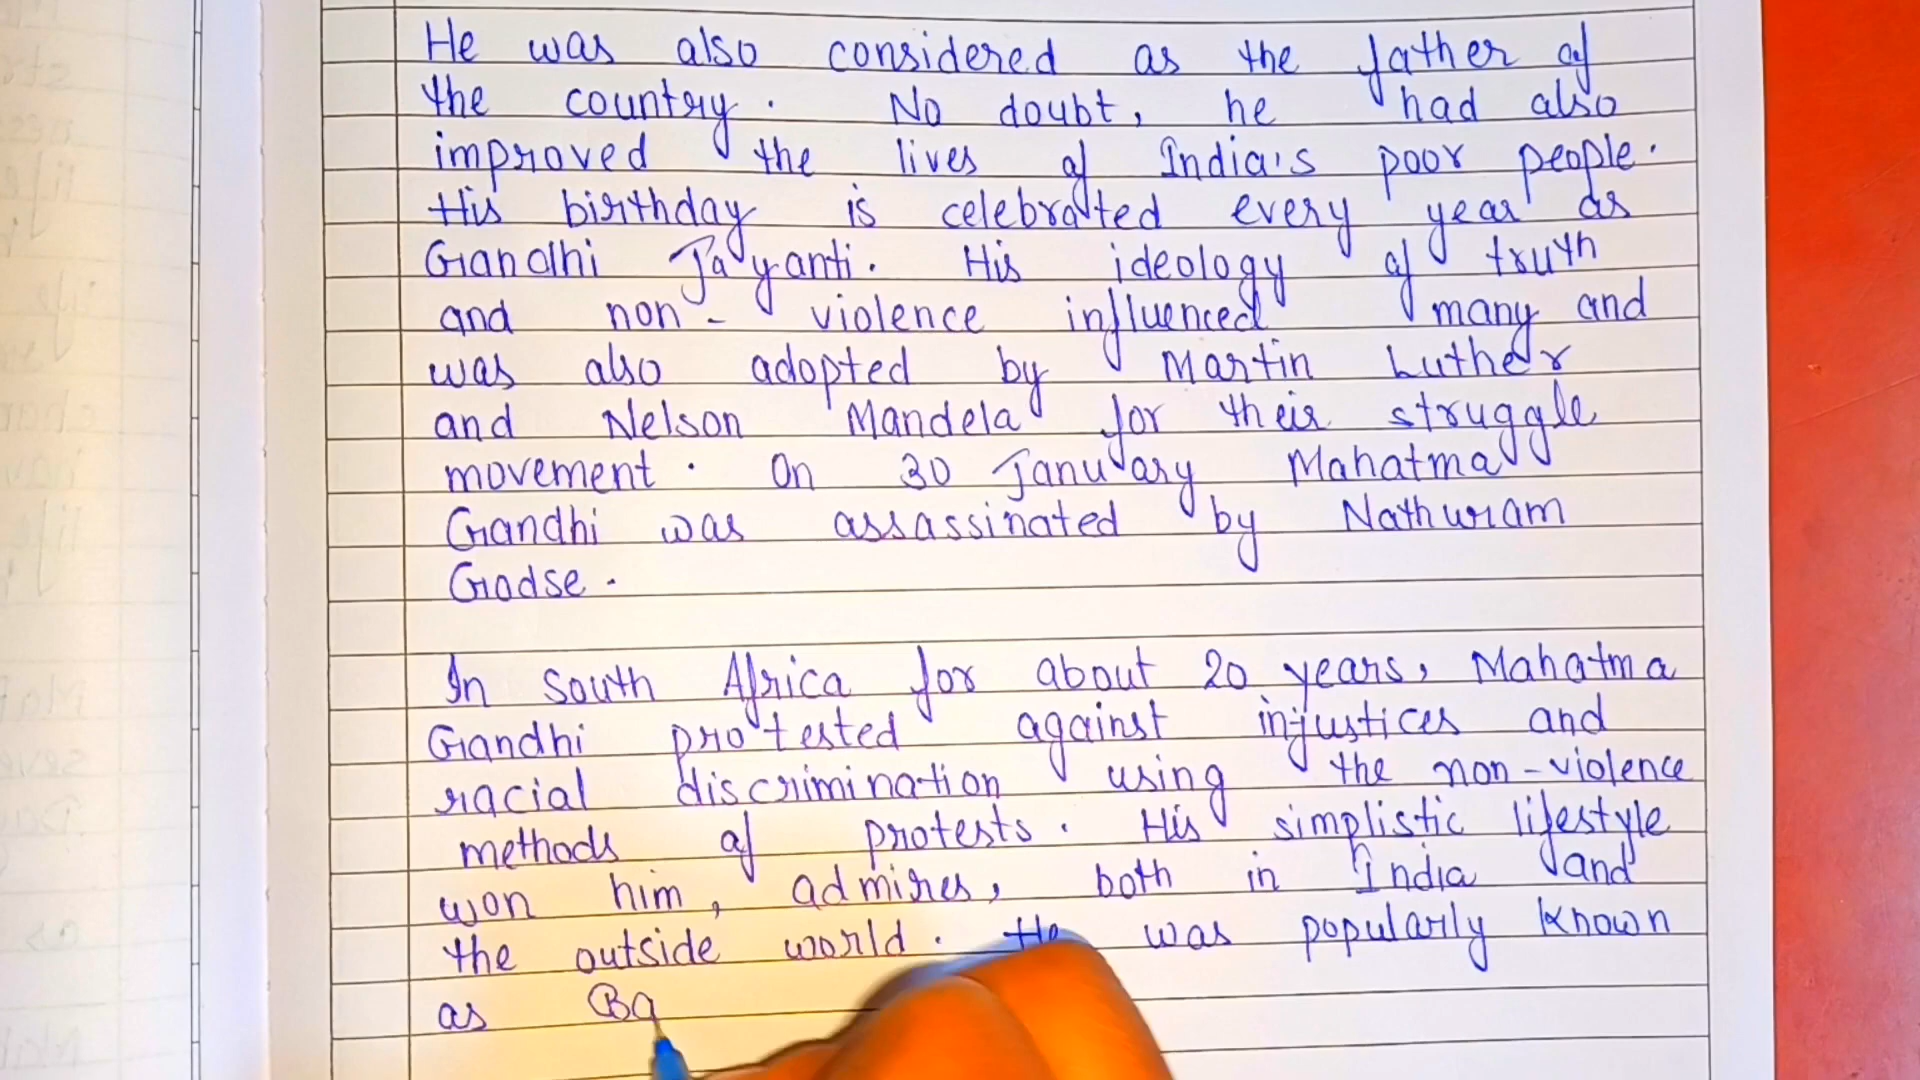 He was also considered as the father of
the country. No doubt, he had also
improved the lives of India's poor people.
His birthday is celebrated every year as
Gandhi Jayanti. His ideology of truth
and non- violence influenced many and
was also adopted by Martin Luther
and Nelson Mandela for their struggle
movement. On 30 January Mahatma
Gandhi was assassinated by Nathuram
Godse.
In South Africa for about 20 years, Mahatma
Gandhi protested against injustices and
racial discrimination using the non-violence
methods of protests. His simplistic lifestyle
won him, admires, both in India and
the outside world. He was popularly known
as Ba